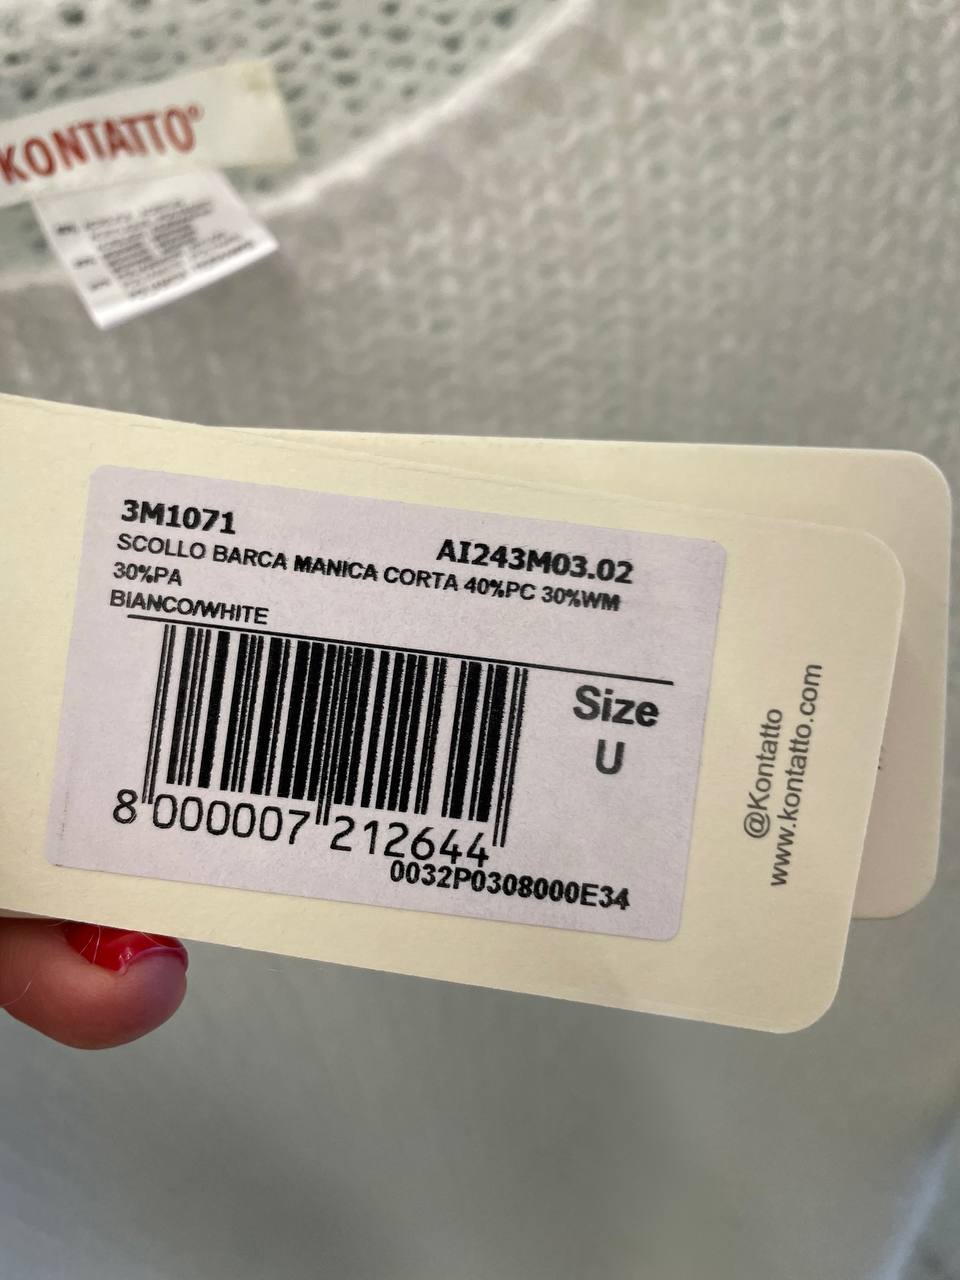 KONTATTO®
3M1071
AI243M03.02
SCOLLO BARCA MANICA CORTA 40%PC 30%WM
30%PA
BIANCO/WHITE
Size
U
8 000007 212644
0032P0308000E34
@Kontatto
www.kontatto.com